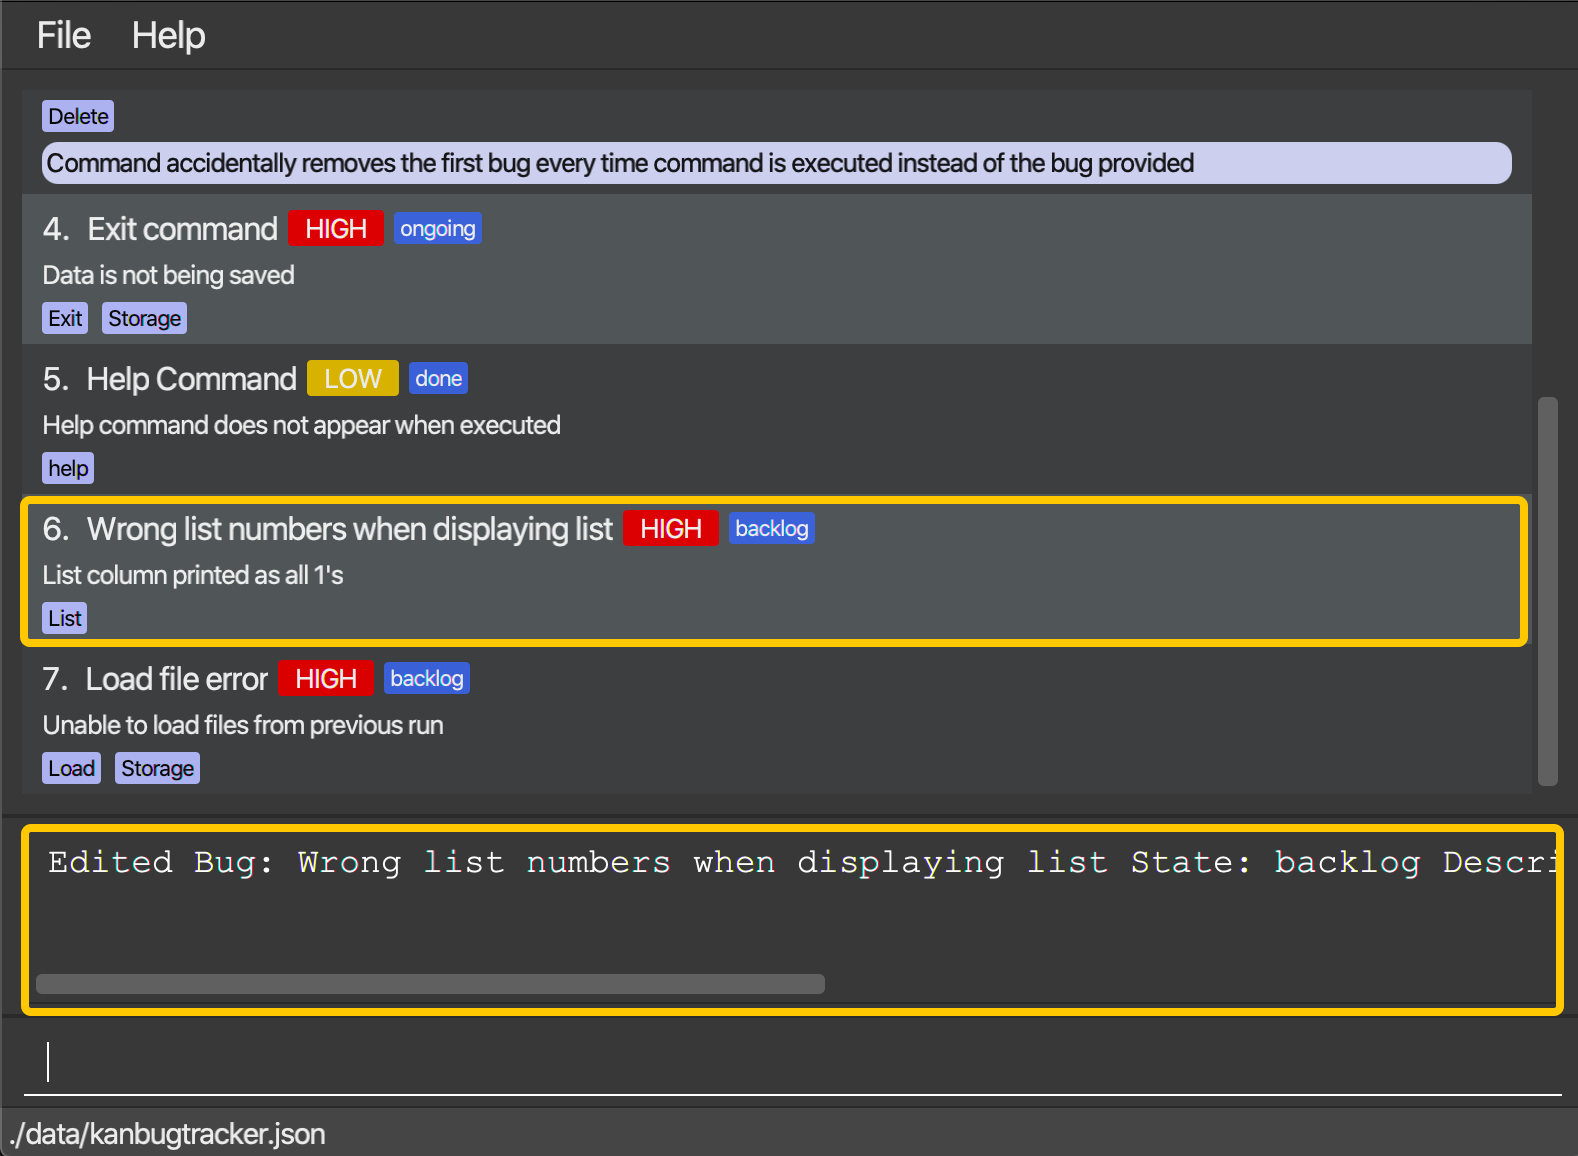 File Help
Delete
Command accidentally removes the first bug every time command is executed instead of the bug provided
4. Exit command HIGH ongoing
Data is not being saved
Exit Storage
5. Help Command LOW done
Help command does not appear when executed
help
6. Wrong list numbers when displaying list HIGH backlog
List column printed as all 1's
List
7. Load file error HIGH backlog
Unable to load files from previous run
Load Storage
Edited Bug: Wrong list numbers when displaying list State: backlog Descri
./data/kanbugtracker.json